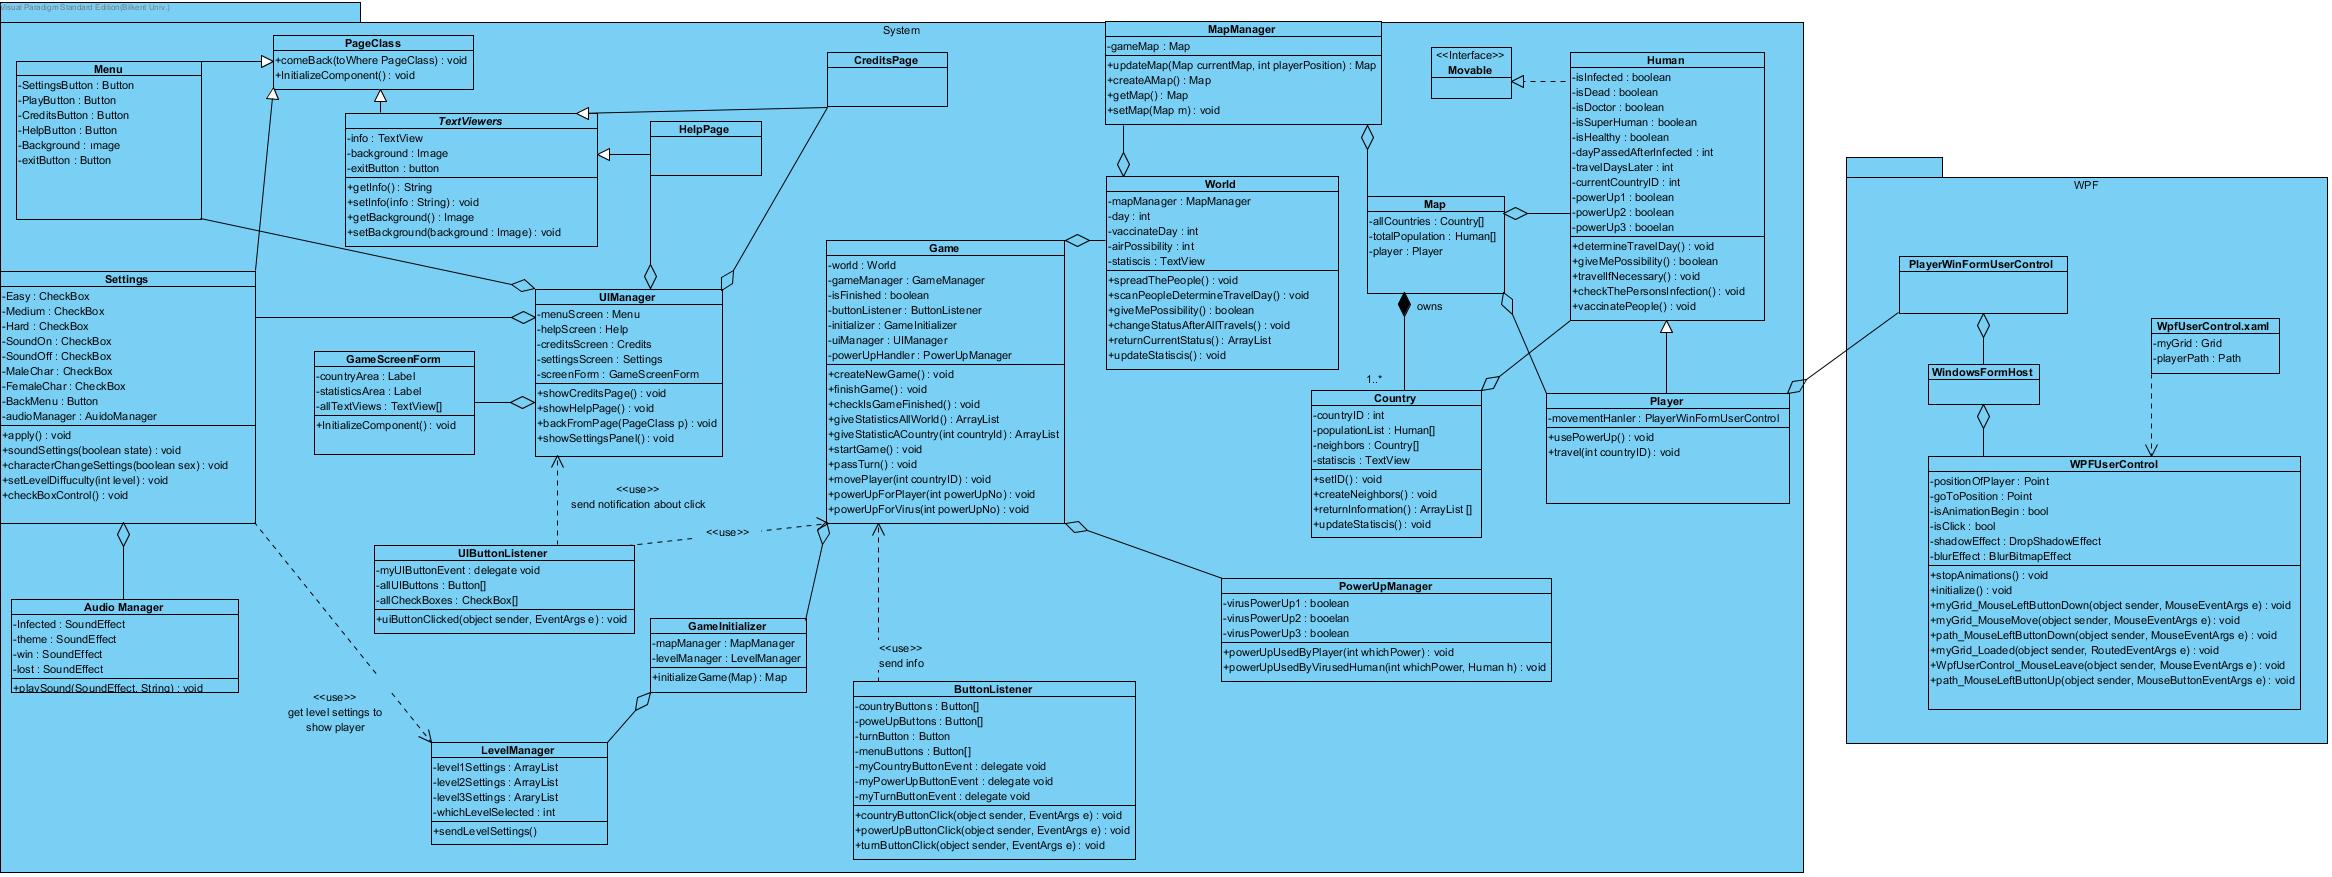 Visual Paradigm Standard Edition(Bilkent Univ.)
System
PageClass
+comeBack(toWhere PageClass) : void
+InitializeComponent() : void
Menu
-SettingsButton : Button
-PlayButton : Button
-CreditsButton : Button
-HelpButton : Button
-Background : ımage
-exitButton : Button
TextViewers
-info : TextView
-background : Image
-exitButton : button
+getInfo() : String
+setInfo(info : String) : void
+getBackground() : Image
+setBackground(background : Image) : void
HelpPage
CreditsPage
MapManager
-gameMap : Map
+updateMap(Map currentMap, int playerPosition) : Map
+createAMap() : Map
+getMap() : Map
+setMap(Map m) : void
<<Interface>>
Movable
Human
-isInfected : boolean
-isDead : boolean
-isDoctor : boolean
-isSuperHuman : boolean
-isHealthy : boolean
-dayPassedAfterInfected : int
-travelDaysLater : int
-currentCountryID : int
-powerUp1 : boolean
-powerUp2 : boolean
-powerUp3 : booelan
+determineTravelDay() : void
+giveMePossibility() : boolean
+travelIfNecessary() : void
+checkThePersonsInfection() : void
+vaccinatePeople() : void
World
-mapManager : MapManager
-day : int
-vaccinateDay : int
-airPossibility : int
-statiscis : TextView
+spreadThePeople() : void
+scanPeopleDetermineTravelDay() : void
+giveMePossibility() : boolean
+changeStatusAfterAllTravels() : void
+returnCurrentStatus() : ArrayList
+updateStatiscis() : void
Map
-allCountries : Country[]
-totalPopulation : Human[]
-player : Player
owns
1..*
Settings
-Easy : CheckBox
-Medium : CheckBox
-Hard : CheckBox
-SoundOn : CheckBox
-SoundOff : CheckBox
-MaleChar : CheckBox
-FemaleChar : CheckBox
-BackMenu : Button
-audioManager : AuidoManager
+apply() : void
+soundSettings(boolean state) : void
+characterChangeSettings(boolean sex) : void
+setLevelDiffuculty(int level) : void
+checkBoxControl() : void
GameScreenForm
-countryArea : Label
-statisticsArea : Label
-allTextViews : TextView[]
+InitializeComponent() : void
UIManager
-menuScreen : Menu
-helpScreen : Help
-creditsScreen : Credits
-settingsScreen : Settings
-screenForm : GameScreenForm
+showCreditsPage() : void
+showHelpPage() : void
+backFromPage(PageClass p) : void
+showSettingsPanel() : void
Game
-world : World
-gameManager : GameManager
-isFinished : boolean
-buttonListener : ButtonListener
-initializer : GameInitializer
-uiManager : UIManager
-powerUpHandler : PowerUpManager
+createNewGame() : void
+finishGame() : void
+checkIsGameFinished() : void
+giveStatisticsAllWorld() : ArrayList
+giveStatisticACountry(int countryId) : ArrayList
+startGame() : void
+passTurn() : void
+movePlayer(int countryID) : void
+powerUpForPlayer(int powerUpNo) : void
+powerUpForVirus(int powerUpNo) : void
Country
-countryID : int
-populationList : Human[]
-neighbors : Country[]
-statiscis : TextView
+setID() : void
+createNeighbors() : void
+returnInformation() : ArrayList []
+updateStatiscis() : void
Player
-movementHanler : PlayerWinFormUserControl
+usePowerUp() : void
+travel(int countryID) : void
<<use>>
send notification about click
<<use>>
UIButtonListener
-myUIButtonEvent : delegate void
-allUIButtons : Button[]
-allCheckBoxes : CheckBox[]
+uiButtonClicked(object sender, EventArgs e) : void
Audio Manager
-Infected : SoundEffect
-theme : SoundEffect
-win : SoundEffect
-lost : SoundEffect
+playSound(SoundEffect, String) : void
<<use>>
get level settings to
show player
GameInitializer
-mapManager : MapManager
-levelManager : LevelManager
+initializeGame(Map) : Map
<<use>>
send info
PowerUpManager
-virusPowerUp1 : boolean
-virusPowerUp2 : booelan
-virusPowerUp3 : boolean
+powerUpUsedByPlayer(int whichPower) : void
+powerUpUsedByVirusedHuman(int whichPower, Human h) : void
LevelManager
-level1Settings : ArrayList
-level2Settings : ArrayList
-level3Settings : AraryList
-whichLevelSelected : int
+sendLevelSettings()
ButtonListener
-countryButtons : Button[]
-poweUpButtons : Button[]
-turnButton : Button
-menuButtons : Button[]
-myCountryButtonEvent : delegate void
-myPowerUpButtonEvent : delegate void
-myTurnButtonEvent : delegate void
+countryButtonClick(object sender, EventArgs e) : void
+powerUpButtonClick(object sender, EventArgs e) : void
+turnButtonClick(object sender, EventArgs e) : void
WPF
PlayerWinFormUserControl
WindowsFormHost
WpfUserControl.xaml
-myGrid : Grid
-playerPath : Path
WPFUserControl
-positionOfPlayer : Point
-goToPosition : Point
-isAnimationBegin : bool
-isClick : bool
-shadowEffect : DropShadowEffect
-blurEffect : BlurBitmapEffect
+stopAnimations() : void
+initialize() : void
+myGrid_MouseLeftButtonDown(object sender, MouseEventArgs e) : void
+myGrid_MouseMove(object sender, MouseEventArgs e) : void
+path_MouseLeftButtonDown(object sender, MouseEventArgs e) : void
+myGrid_Loaded(object sender, RoutedEventArgs e) : void
+WpfUserControl_MouseLeave(object sender, MouseEventArgs e) : void
+path_MouseLeftButtonUp(object sender, MouseButtonEventArgs e) : void